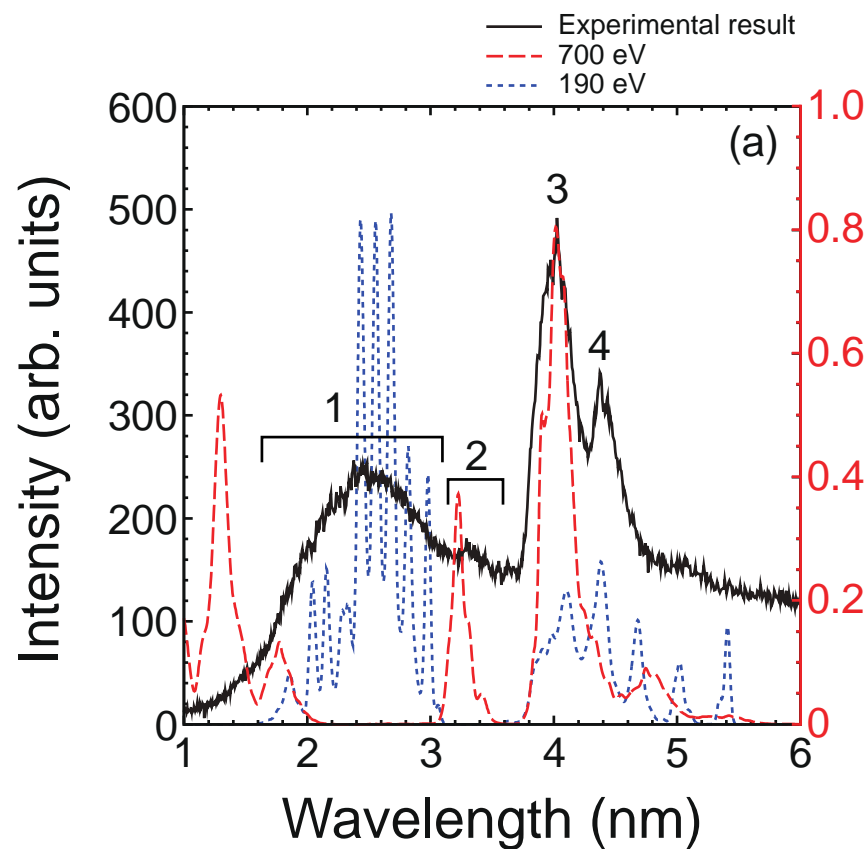 Experimental result
700 eV
190 eV
(a)
600
500
400
300
200
100
0
Intensity (arb. units)
1.0
0.8
0.6
0.4
0.2
0
1
2
3
4
1 2 3 4 5 6
Wavelength (nm)